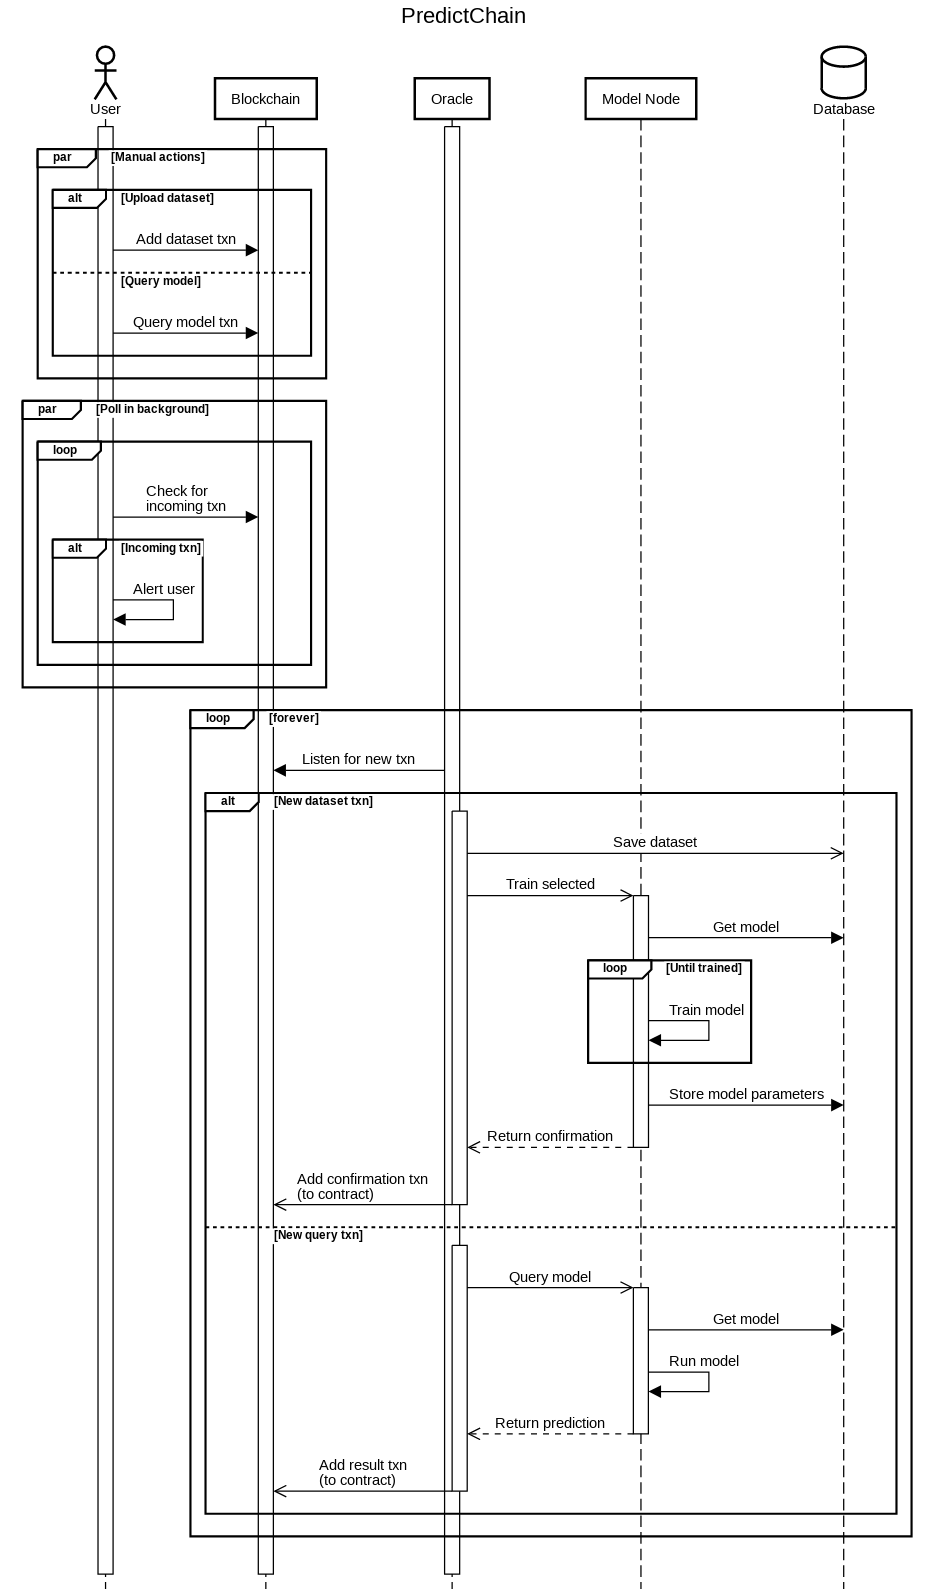 PredictChain
User
Blockchain
Oracle
Model Node
Database
par
[Manual actions]
alt
[Upload dataset]
Add dataset txn
[Query model]
Query model txn
par
[Poll in background]
loop
Check for
incoming txn
alt
[Incoming txn]
Alert user
loop
[forever]
Listen for new txn
alt
[New dataset txn]
Save dataset
Train selected
Get model
loop
[Until trained]
Train model
Store model parameters
Return confirmation
Add confirmation txn
(to contract)
[New query txn]
Query model
Get model
Run model
Return prediction
Add result txn
(to contract)